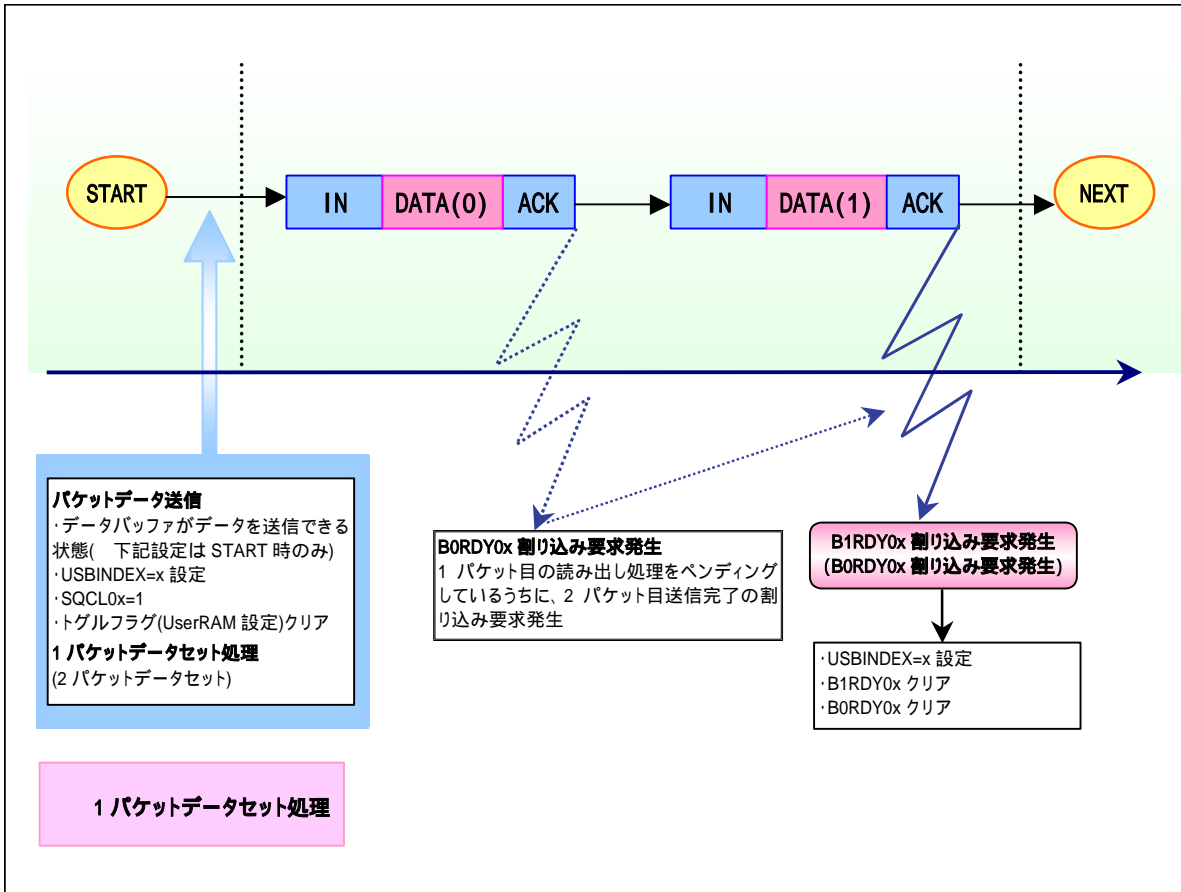 START
IN DATA(0) ACK
IN DATA(1) ACK
NEXT
パケットデータ送信
・データバッファがデータを送信できる
状態( 下記設定は START 時のみ)
・USBINDEX=x 設定
・SQCL0x=1
・トグルフラグ(UserRAM 設定)クリア
1 パケットデータセット処理
(2 パケットデータセット)
B0RDY0x 割り込み要求発生
1 パケット目の読み出し処理をペンディング
しているうちに、2 パケット目送信完了の割
り込み要求発生
B1RDY0x 割り込み要求発生
(B0RDY0x 割り込み要求発生)
・USBINDEX=x 設定
・B1RDY0x クリア
・B0RDY0x クリア
1 パケットデータセット処理